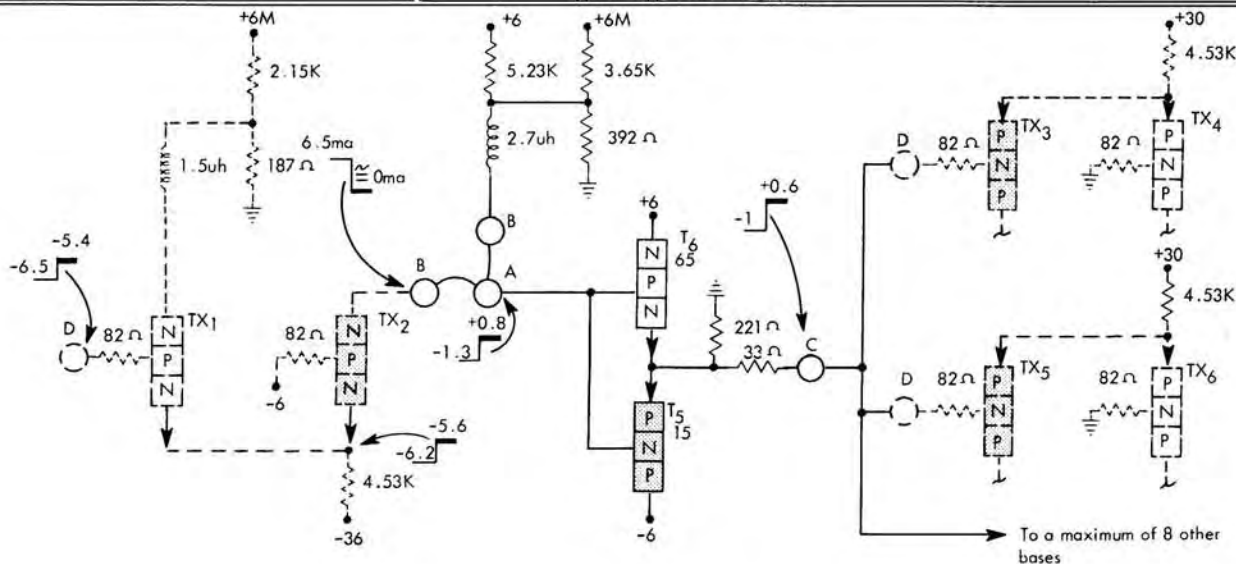 +6M
+6
+6M
+30
2.15K
5.23K
3.65K
4.53K
6.5ma
≅ 0ma
1.5uh
187 Ω
2.7uh
392 Ω
D
82 Ω
P
N
P
TX3
82 Ω
P
N
P
TX4
+0.6
-1
+6
B
T6
65
N
P
N
-5.4
-6.5
B
A
+30
D
82 Ω
N
P
N
TX1
82 Ω
N
P
N
TX2
-6
+0.8
-1.3
221 Ω
33 Ω
C
4.53K
T5
15
P
N
P
D
82 Ω
P
N
P
TX5
82 Ω
P
N
P
TX6
-5.6
-6.2
4.53K
-36
-6
To a maximum of 8 other
bases